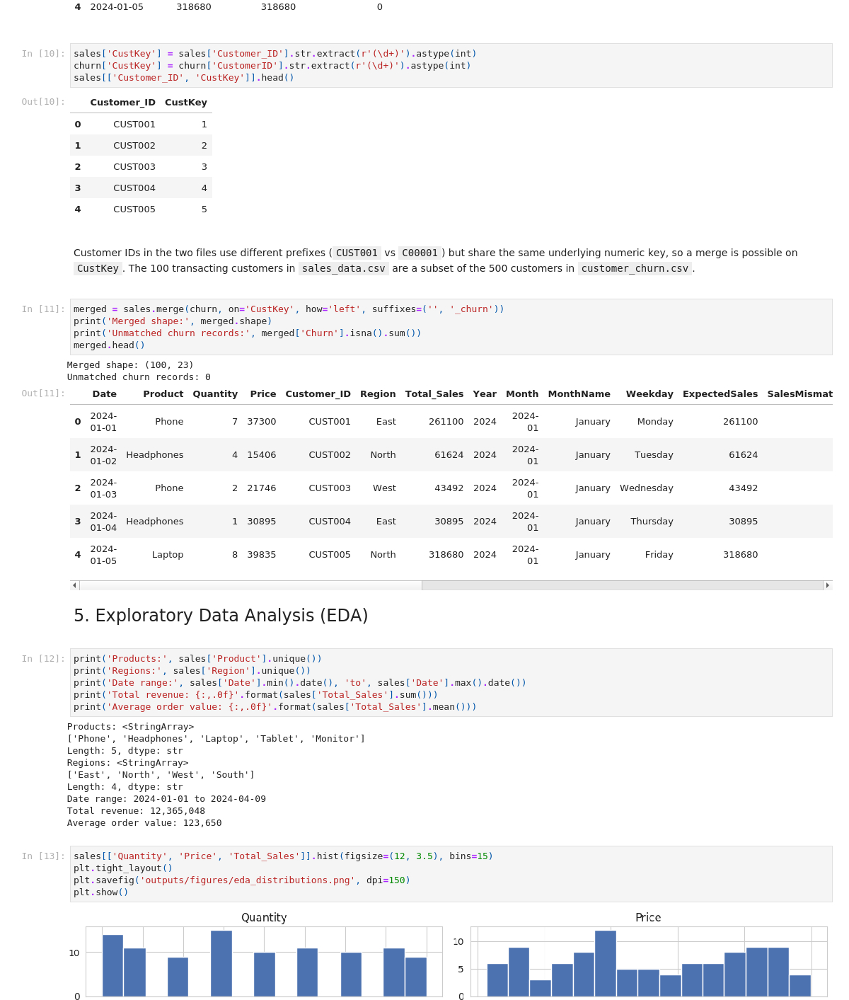 4 2024-01-05 318680 318680 0
In [10]: sales['CustKey'] = sales['Customer_ID'].str.extract(r'(\d+)').astype(int)
churn['CustKey'] = churn['CustomerID'].str.extract(r'(\d+)').astype(int)
sales[['Customer_ID', 'CustKey']].head()
Out[10]: Customer_ID CustKey
0 CUST001 1
1 CUST002 2
2 CUST003 3
3 CUST004 4
4 CUST005 5
Customer IDs in the two files use different prefixes ( CUST001 vs C00001 ) but share the same underlying numeric key, so a merge is possible on
CustKey . The 100 transacting customers in sales_data.csv are a subset of the 500 customers in customer_churn.csv .
In [11]: merged = sales.merge(churn, on='CustKey', how='left', suffixes=('', '_churn'))
print('Merged shape:', merged.shape)
print('Unmatched churn records:', merged['Churn'].isna().sum())
merged.head()
Merged shape: (100, 23)
Unmatched churn records: 0
Out[11]: Date Product Quantity Price Customer_ID Region Total_Sales Year Month MonthName Weekday ExpectedSales SalesMismat
0 2024-01-01 Phone 7 37300 CUST001 East 261100 2024 2024-01 January Monday 261100
1 2024-01-02 Headphones 4 15406 CUST002 North 61624 2024 2024-01 January Tuesday 61624
2 2024-01-03 Phone 2 21746 CUST003 West 43492 2024 2024-01 January Wednesday 43492
3 2024-01-04 Headphones 1 30895 CUST004 East 30895 2024 2024-01 January Thursday 30895
4 2024-01-05 Laptop 8 39835 CUST005 North 318680 2024 2024-01 January Friday 318680
5. Exploratory Data Analysis (EDA)
In [12]: print('Products:', sales['Product'].unique())
print('Regions:', sales['Region'].unique())
print('Date range:', sales['Date'].min().date(), 'to', sales['Date'].max().date())
print('Total revenue: {:,.0f}'.format(sales['Total_Sales'].sum()))
print('Average order value: {:,.0f}'.format(sales['Total_Sales'].mean()))
Products: <StringArray>
['Phone', 'Headphones', 'Laptop', 'Tablet', 'Monitor']
Length: 5, dtype: str
Regions: <StringArray>
['East', 'North', 'West', 'South']
Length: 4, dtype: str
Date range: 2024-01-01 to 2024-04-09
Total revenue: 12,365,048
Average order value: 123,650
In [13]: sales[['Quantity', 'Price', 'Total_Sales']].hist(figsize=(12, 3.5), bins=15)
plt.tight_layout()
plt.savefig('outputs/figures/eda_distributions.png', dpi=150)
plt.show()
Quantity
10
0
Price
10
5
0